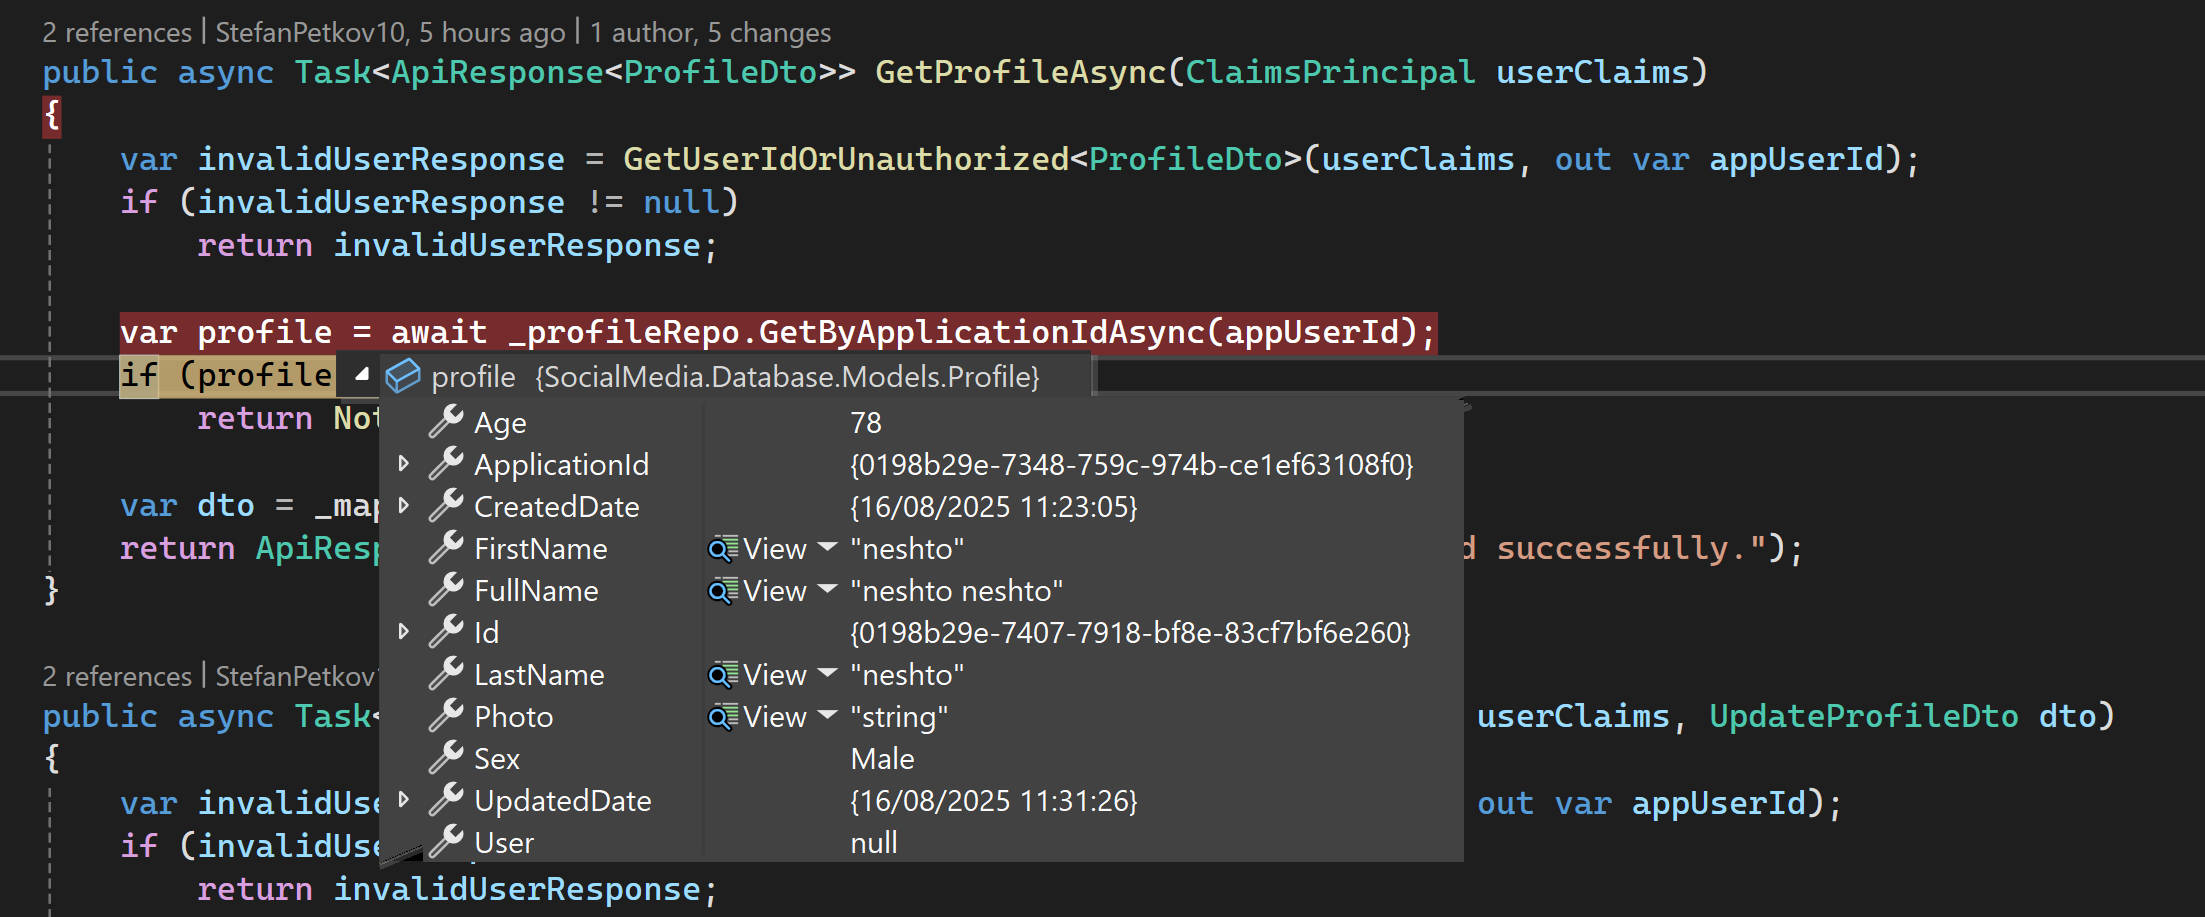 2 references | StefanPetkov10, 5 hours ago | 1 author, 5 changes
public async Task<ApiResponse<ProfileDto>> GetProfileAsync(ClaimsPrincipal userClaims)
{
var invalidUserResponse = GetUserIdOrUnauthorized<ProfileDto>(userClaims, out var appUserId);
if (invalidUserResponse != null)
return invalidUserResponse;
var profile = await _profileRepo.GetByApplicationIdAsync(appUserId);
if (profile
profile {SocialMedia.Database.Models.Profile}
Age 78
return Not
ApplicationId {0198b29e-7348-759c-974b-ce1ef63108f0}
var dto = _map
CreatedDate {16/08/2025 11:23:05}
return ApiResp
FirstName View "neshto"
d successfully.");
}
FullName View "neshto neshto"
Id {0198b29e-7407-7918-bf8e-83cf7bf6e260}
2 references | StefanPetkov
LastName View "neshto"
public async Task<
Photo View "string"
userClaims, UpdateProfileDto dto)
{
Sex Male
var invalidUse
UpdatedDate {16/08/2025 11:31:26}
out var appUserId);
if (invalidUse
User null
return invalidUserResponse;